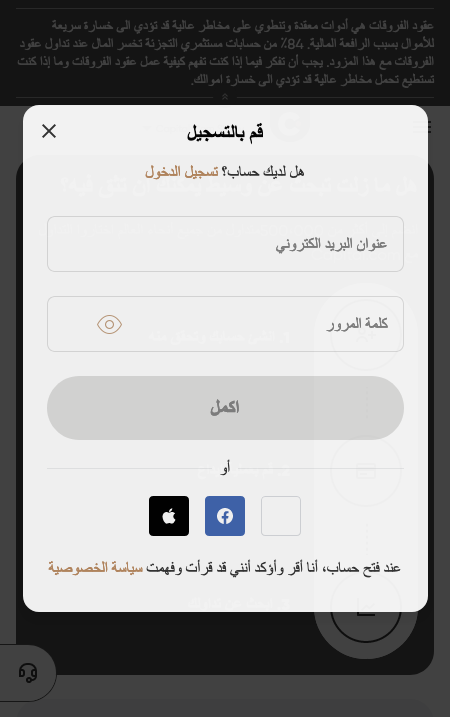 عقود الفروقات هي أدوات معقدة وتنطوي على مخاطر عالية قد تؤدي الى خسارة سريعة
للأموال بسبب الرافعة المالية. 84٪ من حسابات مستثمري التجزئة تخسر المال عند تداول عقود
الفروقات مع هذا المزود. يجب أن تفكر فيما إذا كنت تفهم كيفية عمل عقود الفروقات وما إذا كنت
تستطيع تحمل مخاطر عالية قد تؤدي الى خسارة اموالك.
قم بالتسجيل
هل لديك حساب؟ تسجيل الدخول
عنوان البريد الكتروني
كلمة المرور
اكمل
أو
عند فتح حساب، أنا أقر وأؤكد أنني قد قرأت وفهمت سياسة الخصوصية